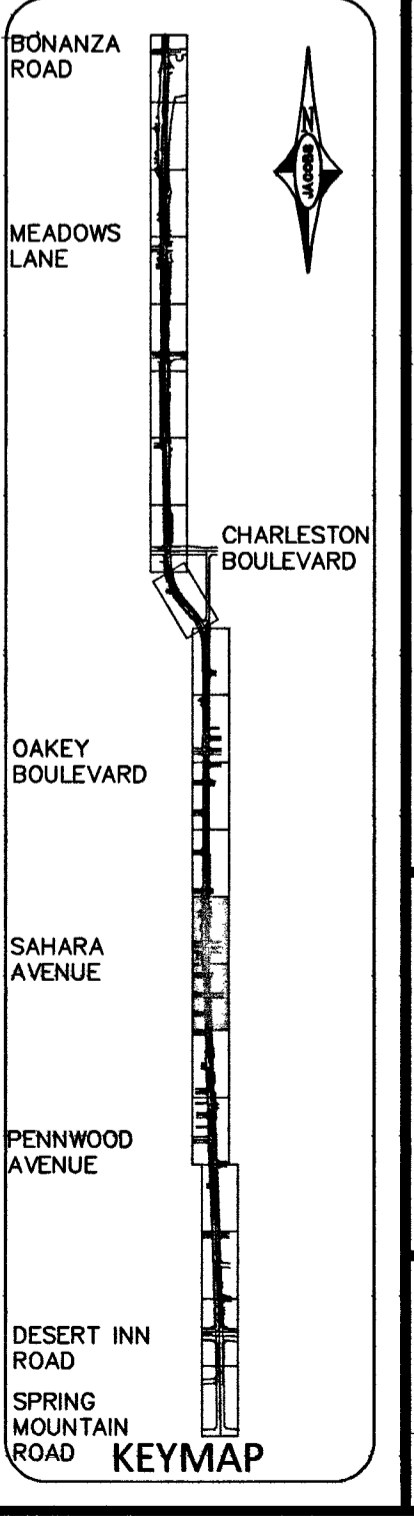 BONANZA
ROAD
N
JACOBS
MEADOWS
LANE
CHARLESTON
BOULEVARD
OAKEY
BOULEVARD
SAHARA
AVENUE
PENNWOOD
AVENUE
DESERT INN
ROAD
SPRING
MOUNTAIN
ROAD
KEYMAP